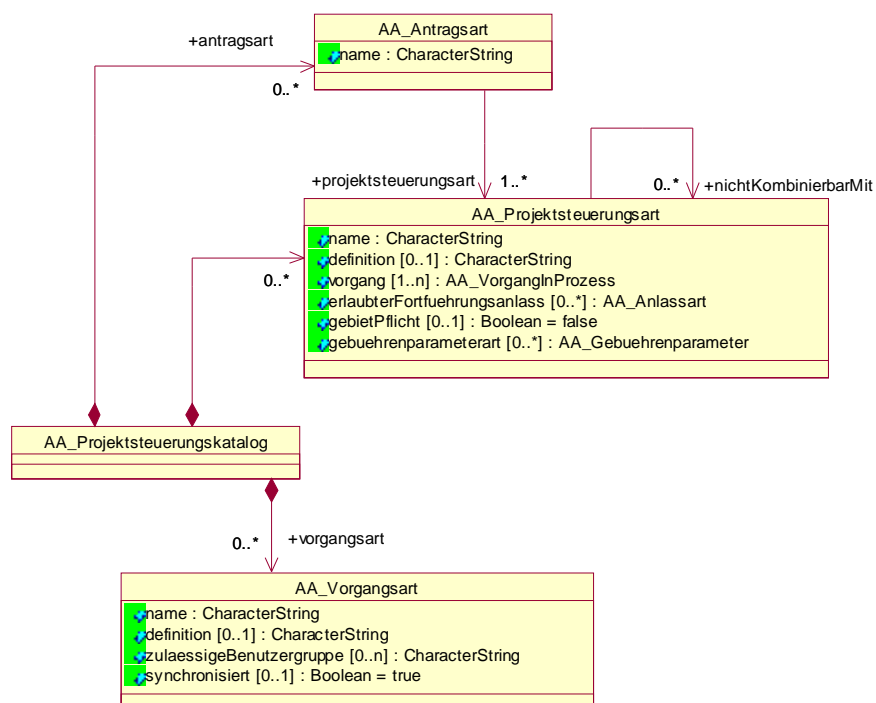 AA_Antragsart
+antragsart
name : CharacterString
0..*
+projektsteuerungsart
1..*
0..*
+nichtKombinierbarMit
AA_Projektsteuerungsart
name : CharacterString
definition [0..1] : CharacterString
0..*
vorgang [1..n] : AA_VorgangInProzess
erlaubterFortfuehrungsanlass [0..*] : AA_Anlassart
gebietPflicht [0..1] : Boolean = false
gebuehrenparameterart [0..*] : AA_Gebuehrenparameter
AA_Projektsteuerungskatalog
0..*
+vorgangsart
AA_Vorgangsart
name : CharacterString
definition [0..1] : CharacterString
zulaessigeBenutzergruppe [0..n] : CharacterString
synchronisiert [0..1] : Boolean = true